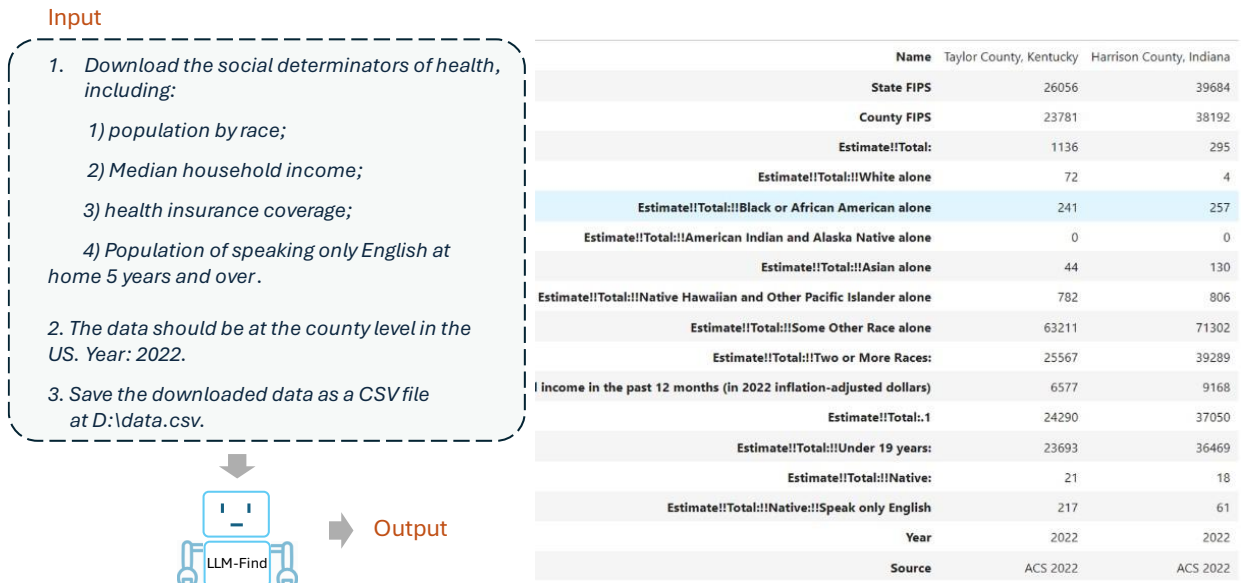 Input
1. Download the social determinators of health,
including:
1) population by race;
2) Median household income;
3) health insurance coverage;
4) Population of speaking only English at
home 5 years and over.
2. The data should be at the county level in the
US. Year: 2022.
3. Save the downloaded data as a CSV file
at D:\data.csv.
LLM-Find
Output
Name Taylor County, Kentucky Harrison County, Indiana
State FIPS 26056 39684
County FIPS 23781 38192
Estimate!!Total: 1136 295
Estimate!!Total:!!White alone 72 4
Estimate!!Total:!!Black or African American alone 241 257
Estimate!!Total:!!American Indian and Alaska Native alone 0 0
Estimate!!Total:!!Asian alone 44 130
Estimate!!Total:!!Native Hawaiian and Other Pacific Islander alone 782 806
Estimate!!Total:!!Some Other Race alone 63211 71302
Estimate!!Total:!!Two or More Races: 25567 39289
income in the past 12 months (in 2022 inflation-adjusted dollars) 6577 9168
Estimate!!Total:.1 24290 37050
Estimate!!Total:!!Under 19 years: 23693 36469
Estimate!!Total:!!Native: 21 18
Estimate!!Total:!!Native:!!Speak only English 217 61
Year 2022 2022
Source ACS 2022 ACS 2022